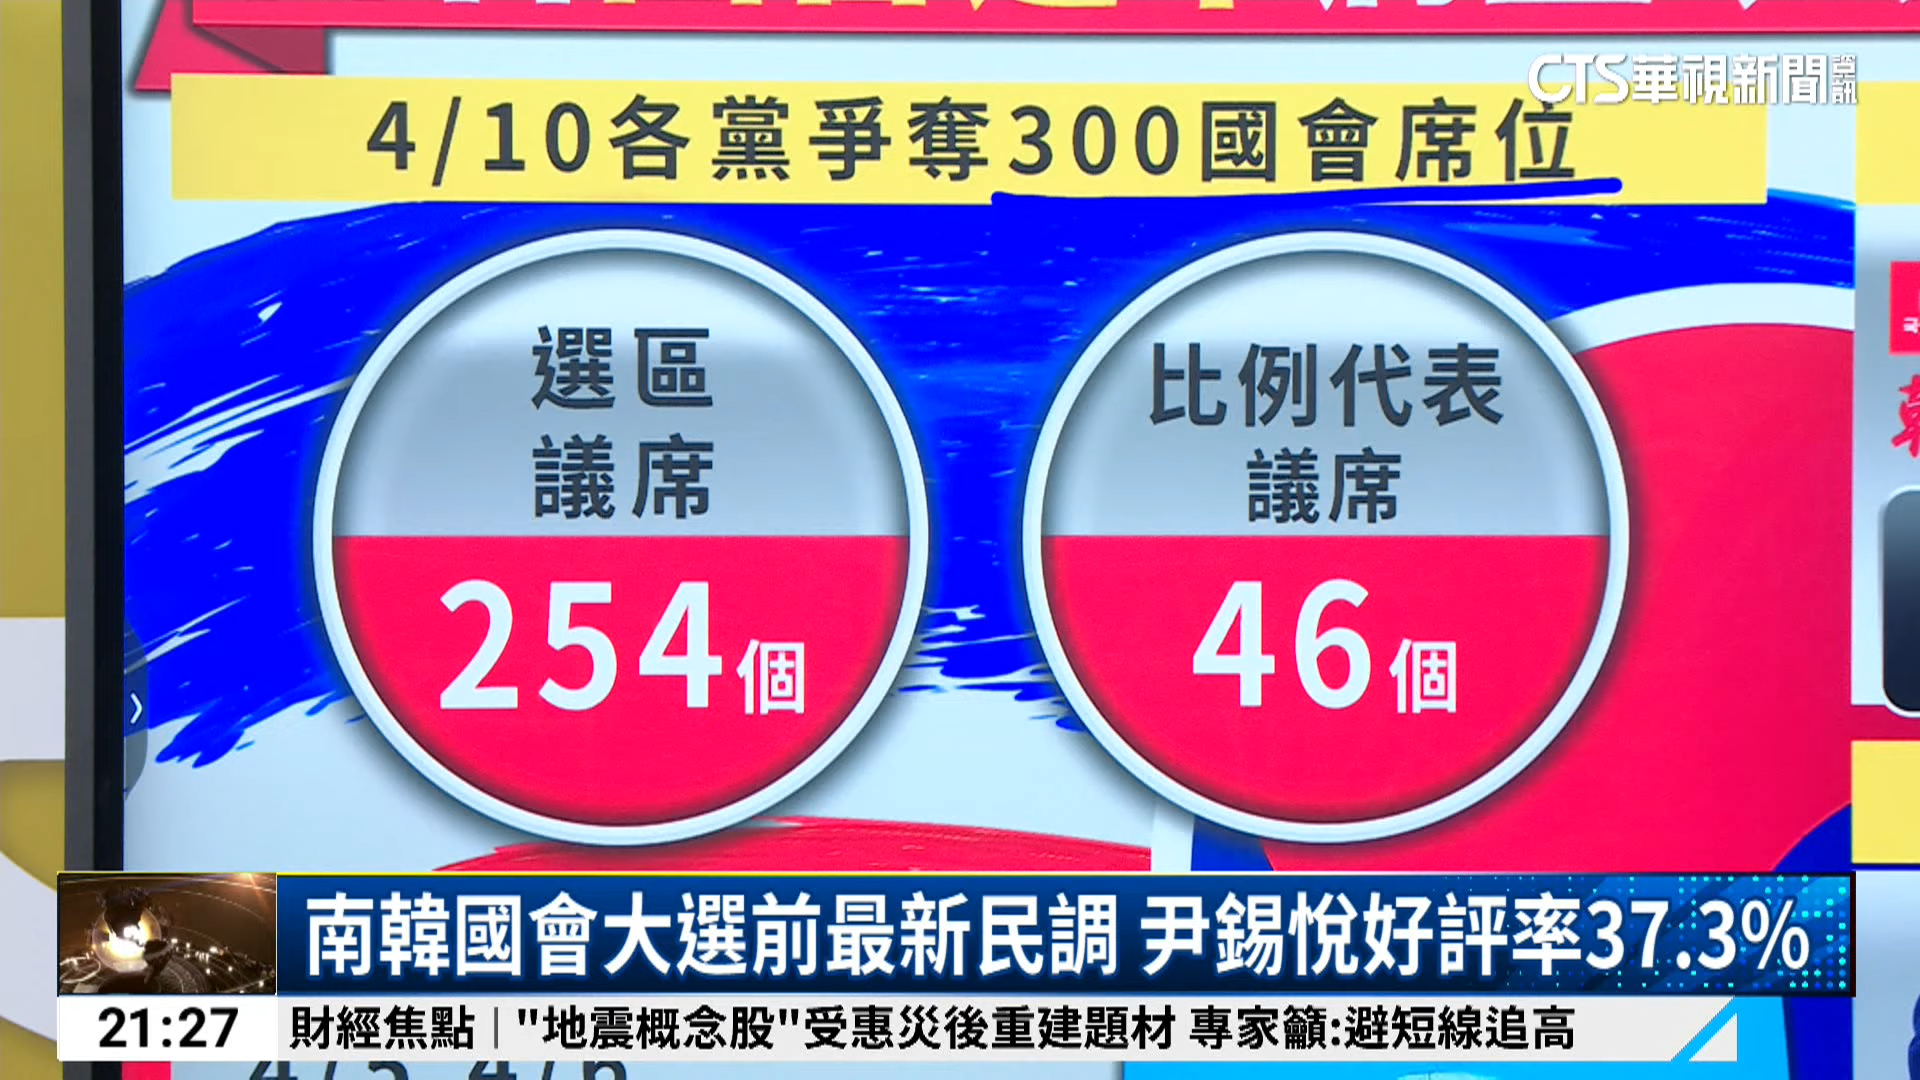 CTS華視新聞資訊
4/10各黨爭奪300國會席位
選區
議席
254個
比例代表
議席
46個
南韓國會大選前最新民調 尹錫悅好評率37.3%
21:27
財經焦點｜"地震概念股"受惠災後重建題材 專家籲:避短線追高